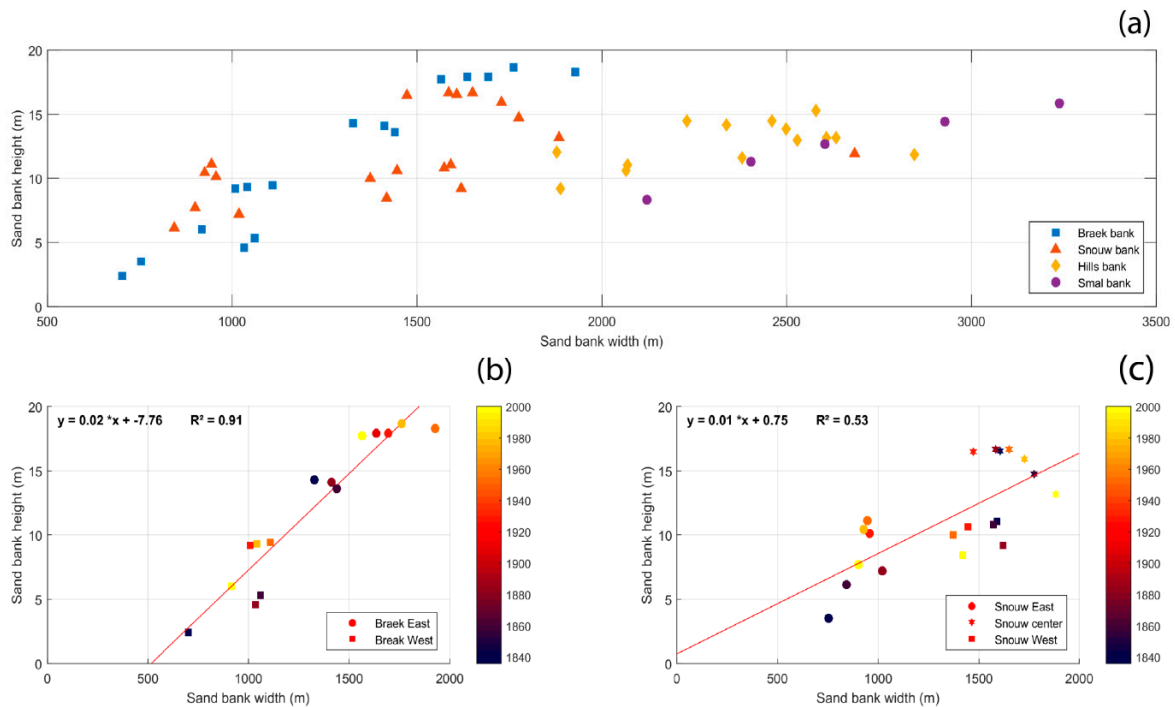 (a)
20
15
10
5
0
Sand bank height (m)
Braek bank
Snouw bank
Hills bank
Smal bank
500 1000 1500 2000 2500 3000 3500
Sand bank width (m)
(b)
y = 0.02 *x + -7.76 R² = 0.91
20
15
10
5
0
Sand bank height (m)
Braek East
Break West
0 500 1000 1500 2000
Sand bank width (m)
2000
1980
1960
1940
1920
1900
1880
1860
1840
(c)
y = 0.01 *x + 0.75 R² = 0.53
20
15
10
5
0
Sand bank height (m)
Snouw East
Snouw center
Snouw West
0 500 1000 1500 2000
Sand bank width (m)
2000
1980
1960
1940
1920
1900
1880
1860
1840